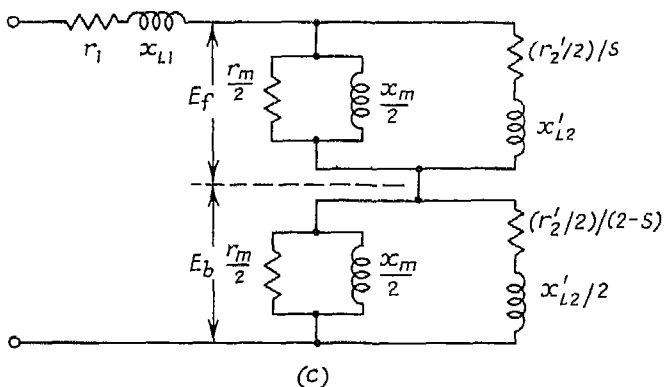 r1
xL1
Ef
rm/2
xm/2
(r2'/2)/S
x'L2
Eb
rm/2
xm/2
(r2'/2)/(2-S)
x'L2/2
(C)